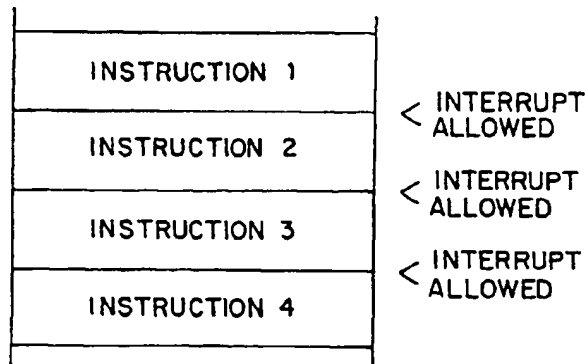 INSTRUCTION 1
< INTERRUPT
ALLOWED
INSTRUCTION 2
< INTERRUPT
ALLOWED
INSTRUCTION 3
< INTERRUPT
ALLOWED
INSTRUCTION 4